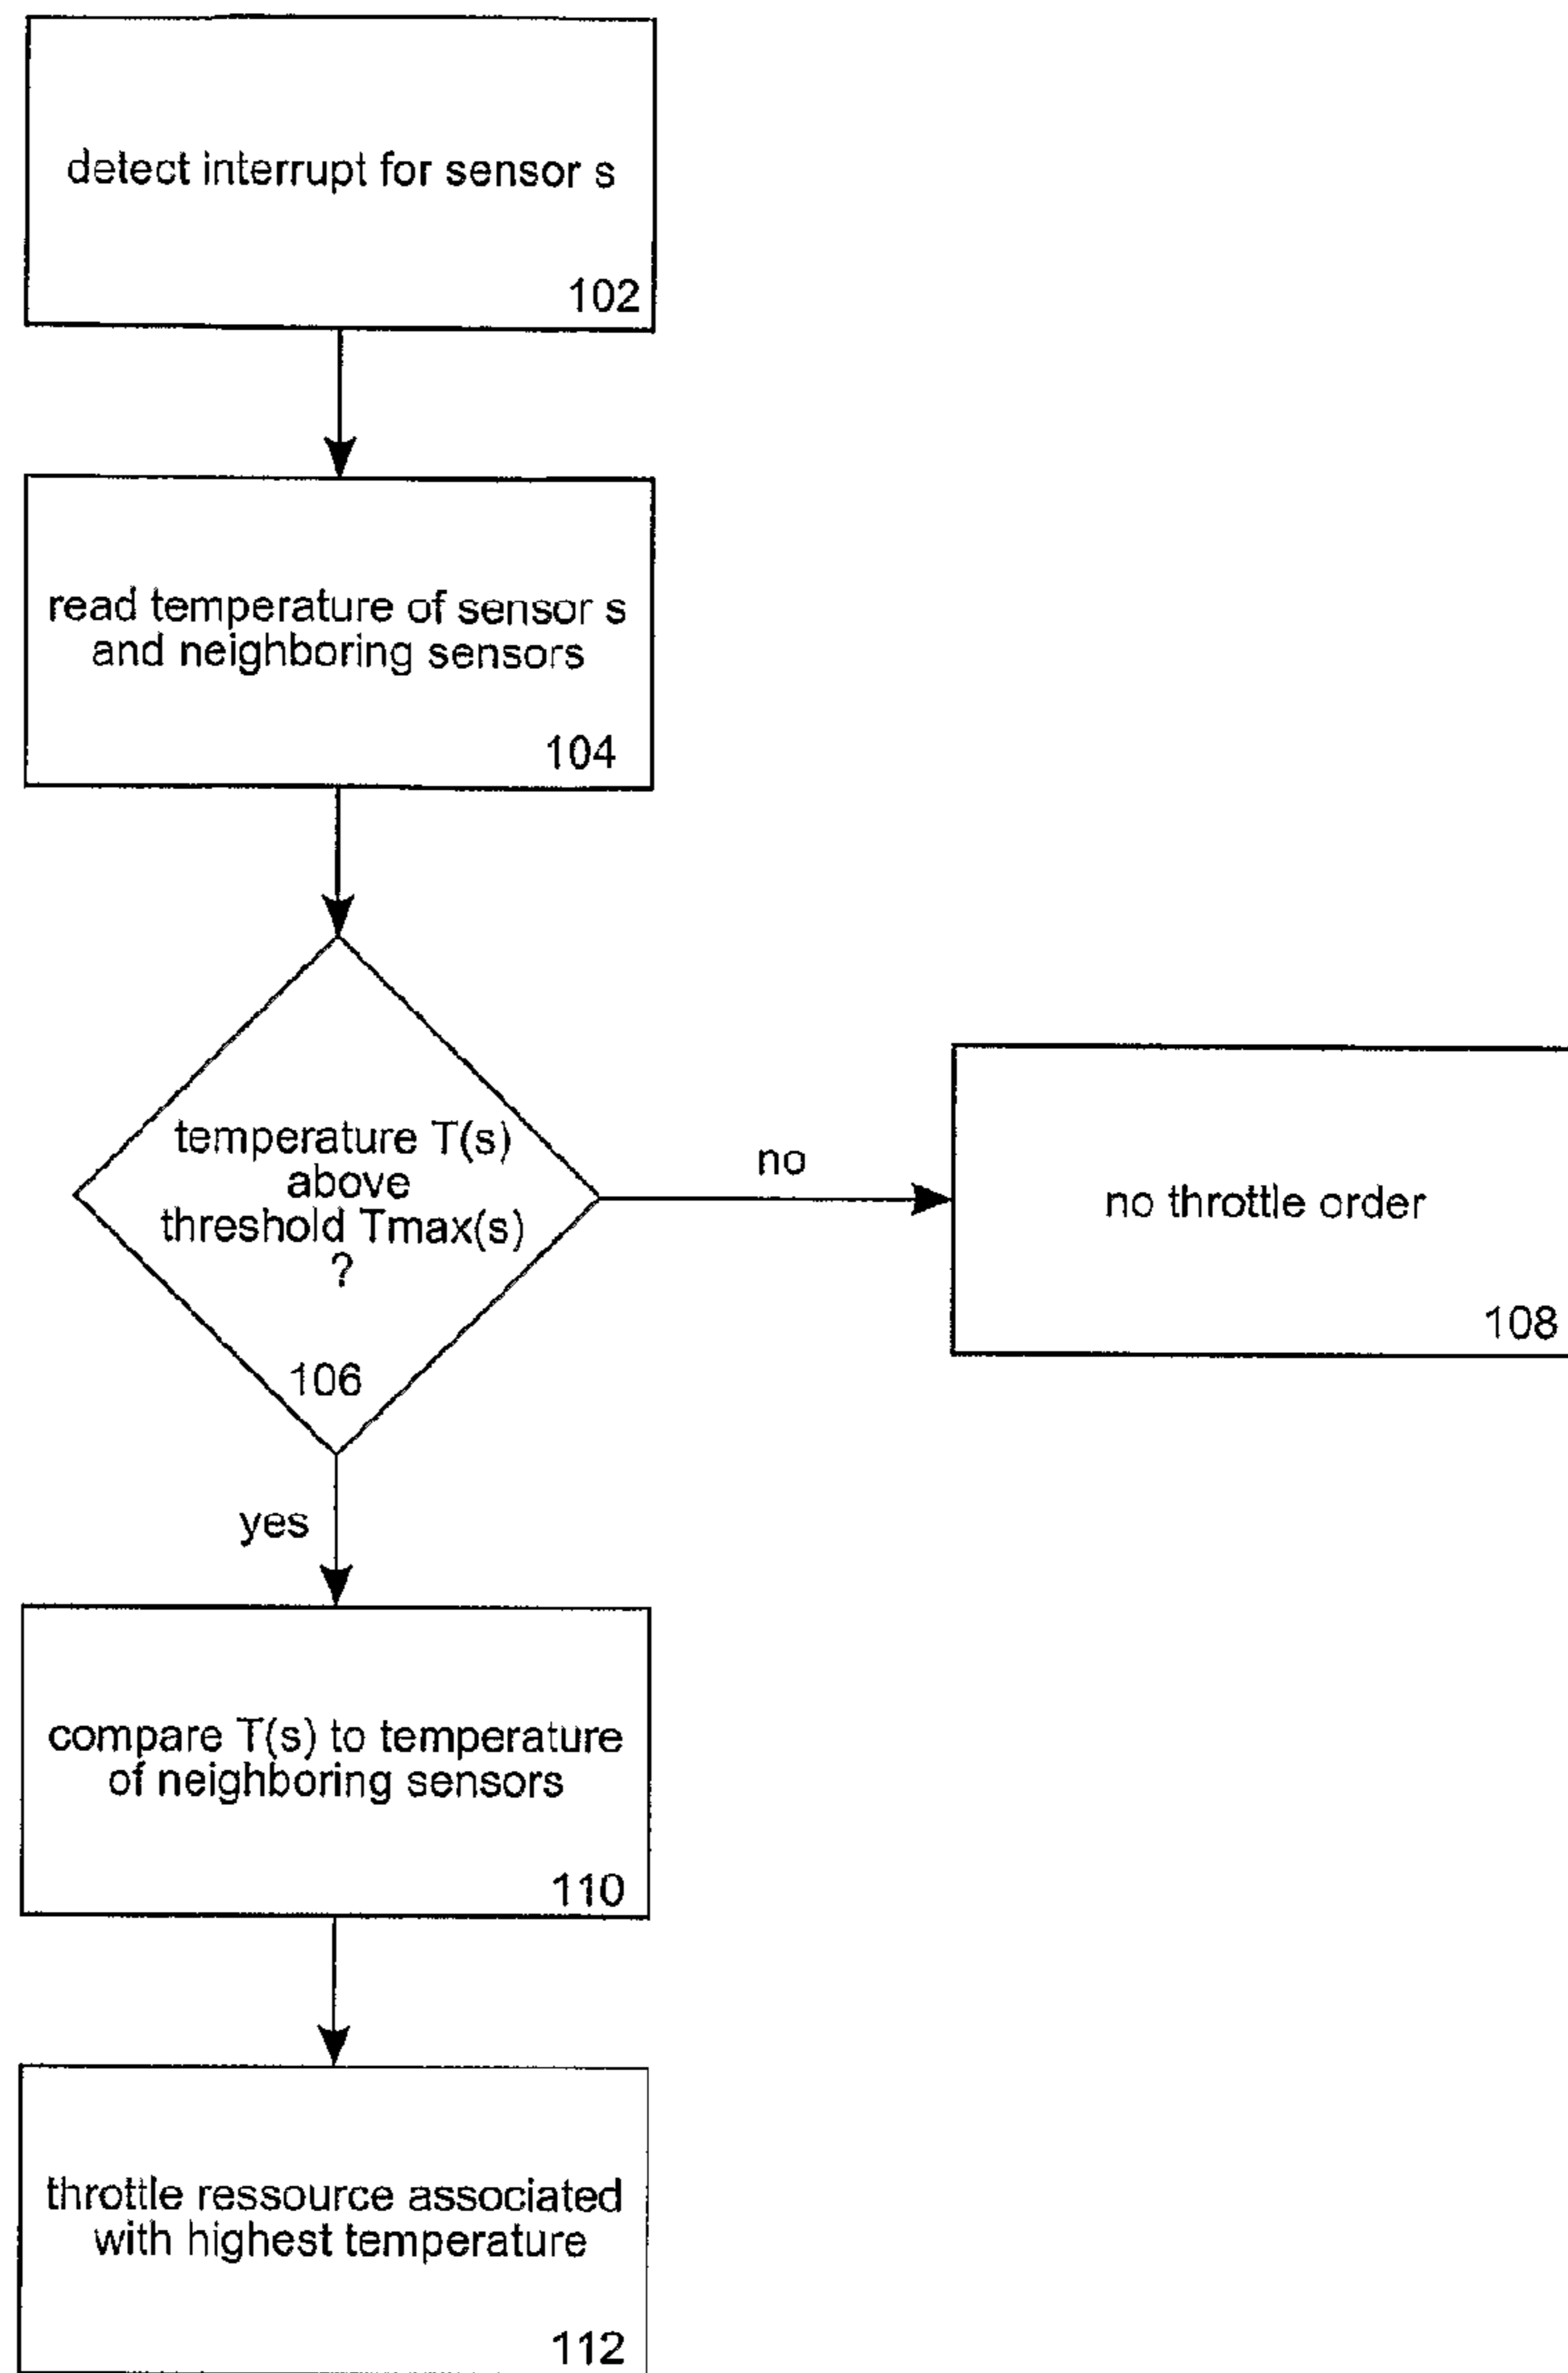 detect interrupt for sensor s
102
read temperature of sensor s
and neighboring sensors
104
temperature T(s)
above
threshold Tmax(s)
?
106
no
no throttle order
108
yes
compare T(s) to temperature
of neighboring sensors
110
throttle ressource associated
with highest temperature
112